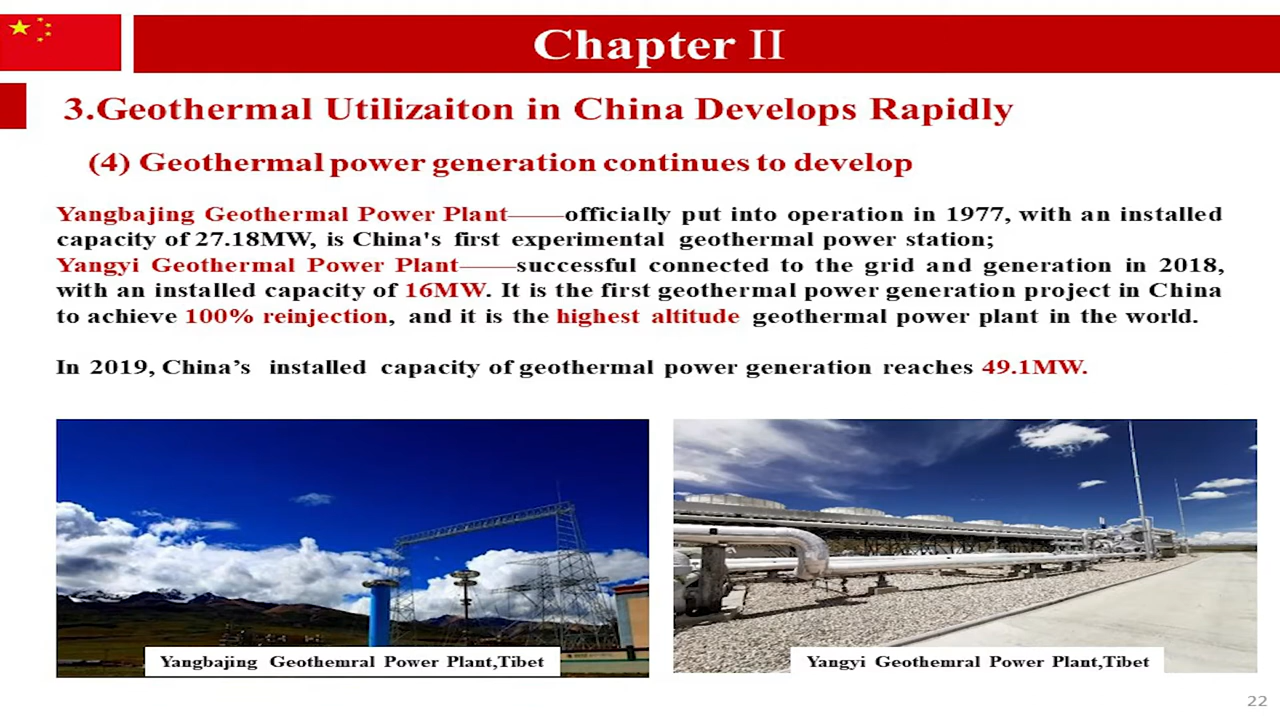 Chapter II
3.Geothermal Utilizaiton in China Develops Rapidly
(4) Geothermal power generation continues to develop
Yangbajing Geothermal Power Plant——officially put into operation in 1977, with an installed
capacity of 27.18MW, is China's first experimental geothermal power station;
Yangyi Geothermal Power Plant——successful connected to the grid and generation in 2018,
with an installed capacity of 16MW. It is the first geothermal power generation project in China
to achieve 100% reinjection, and it is the highest altitude geothermal power plant in the world.
In 2019, China’s installed capacity of geothermal power generation reaches 49.1MW.
Yangbajing Geothemral Power Plant,Tibet
Yangyi Geothemral Power Plant,Tibet
22